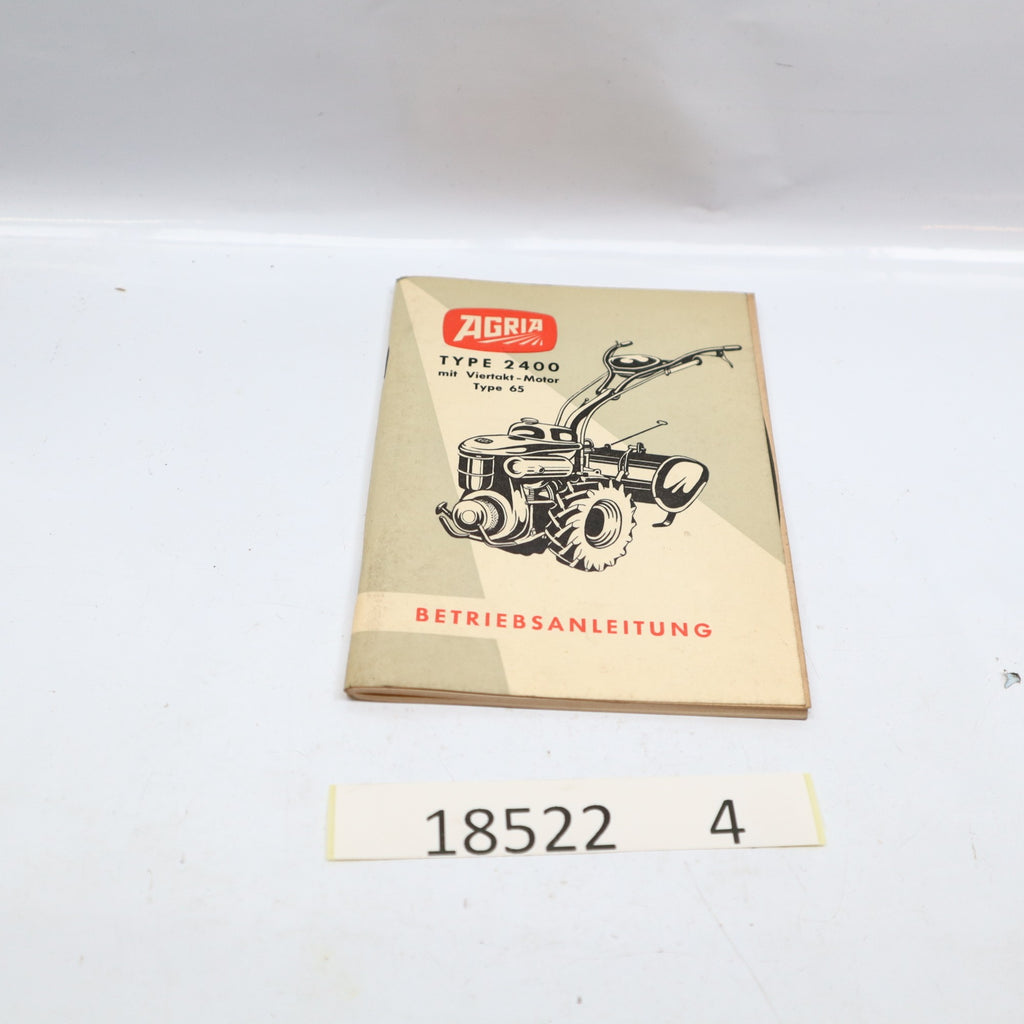 AGRIA
TYPE 2400
mit Viertakt-Motor
Type 65
BETRIEBSANLEITUNG
18522 4